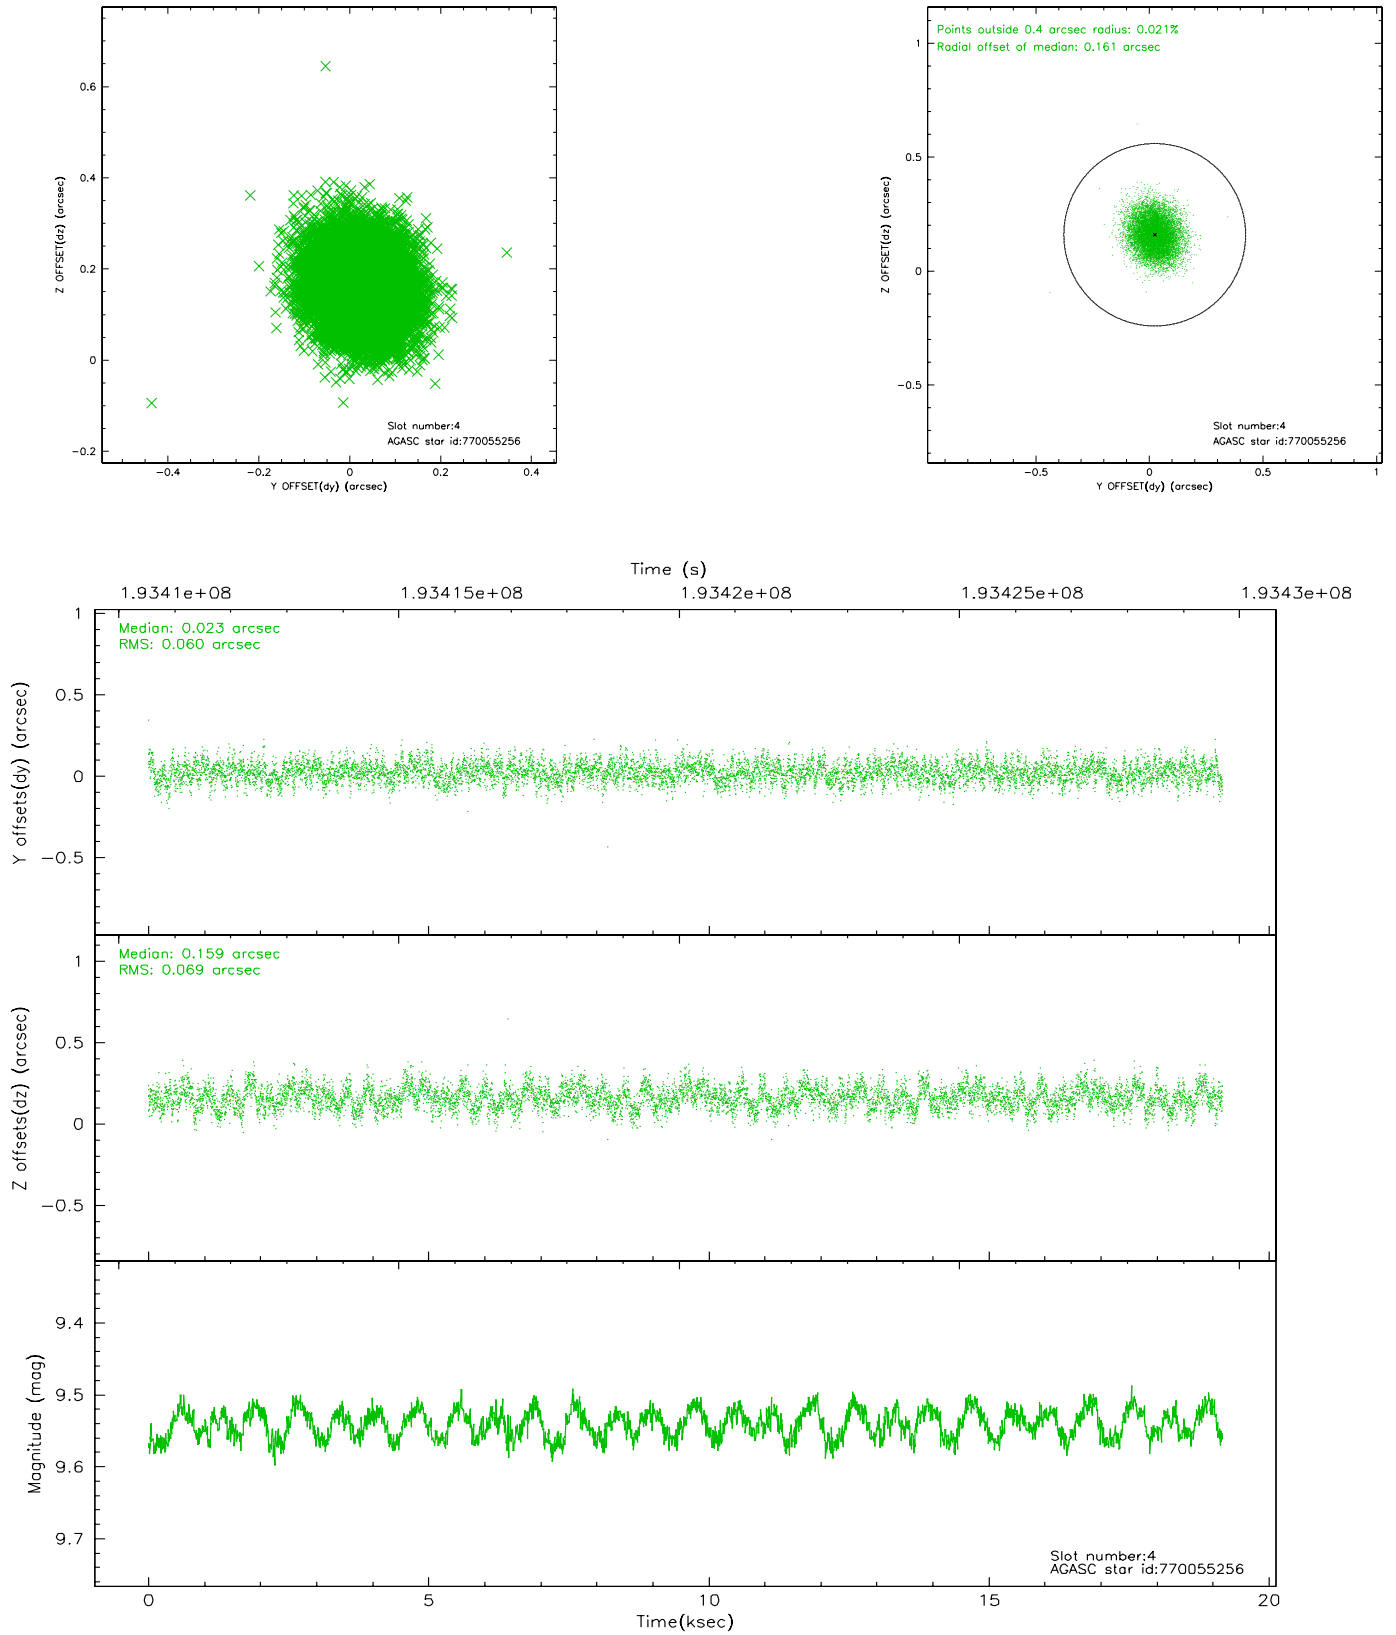 0.6
0.4
0.2
0
-0.2
Z OFFSET(dz) (arcsec)
Slot number:4
AGASC star id:770055256
-0.4 -0.2 0 0.2 0.4
Y OFFSET(dy) (arcsec)
Points outside 0.4 arcsec radius: 0.021%
Radial offset of median: 0.161 arcsec
1
0.5
0
-0.5
Z OFFSET(dz) (arcsec)
Slot number:4
AGASC star id:770055256
-0.5 0 0.5 1
Y OFFSET(dy) (arcsec)
Time (s)
1.9341e+08 1.93415e+08 1.9342e+08 1.93425e+08 1.9343e+08
Median: 0.023 arcsec
RMS: 0.060 arcsec
1
0.5
0
-0.5
Y offsets(dy) (arcsec)
Median: 0.159 arcsec
RMS: 0.069 arcsec
1
0.5
0
-0.5
Z offsets(dz) (arcsec)
9.4
9.5
9.6
9.7
Magnitude (mag)
Slot number:4
AGASC star id:770055256
0 5 10 15 20
Time(ksec)